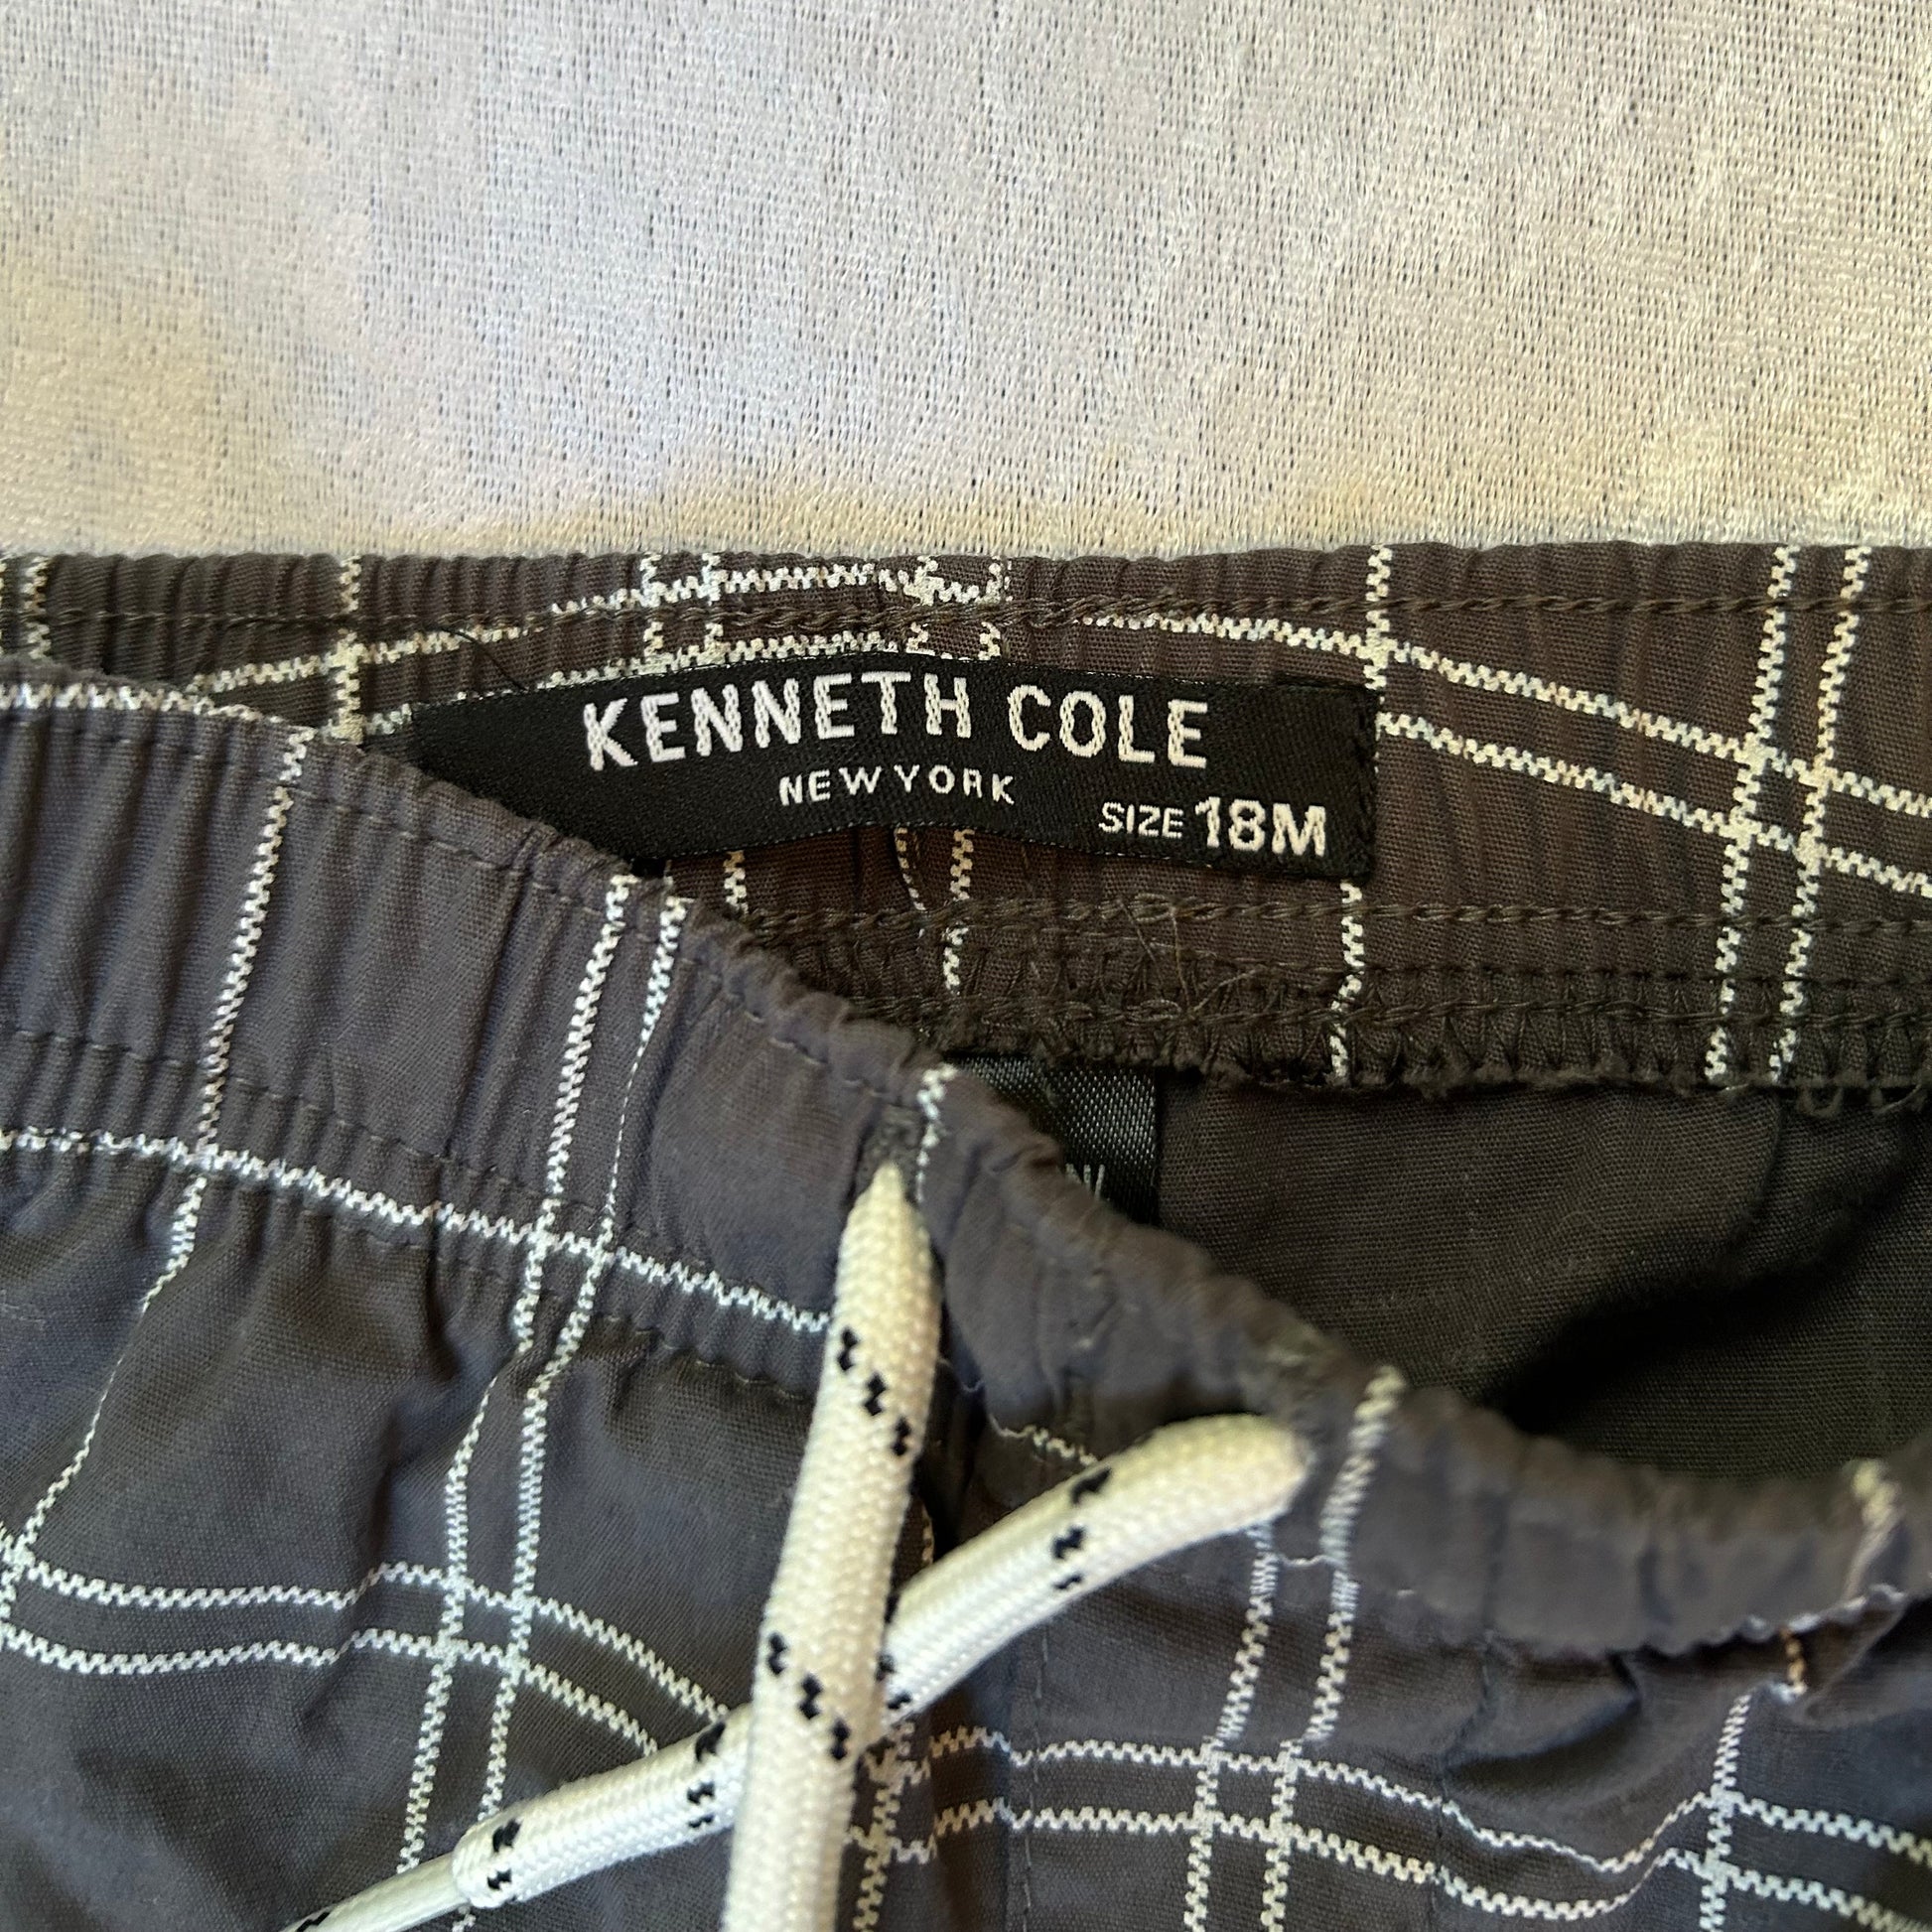 KENNETH COLE
NEW YORK
SIZE 18M